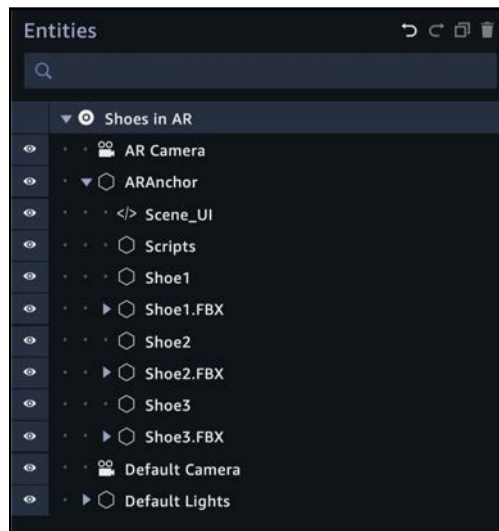 Entities
Shoes in AR
AR Camera
ARAnchor
</> Scene_UI
Scripts
Shoe1
Shoe1.FBX
Shoe2
Shoe2.FBX
Shoe3
Shoe3.FBX
Default Camera
Default Lights